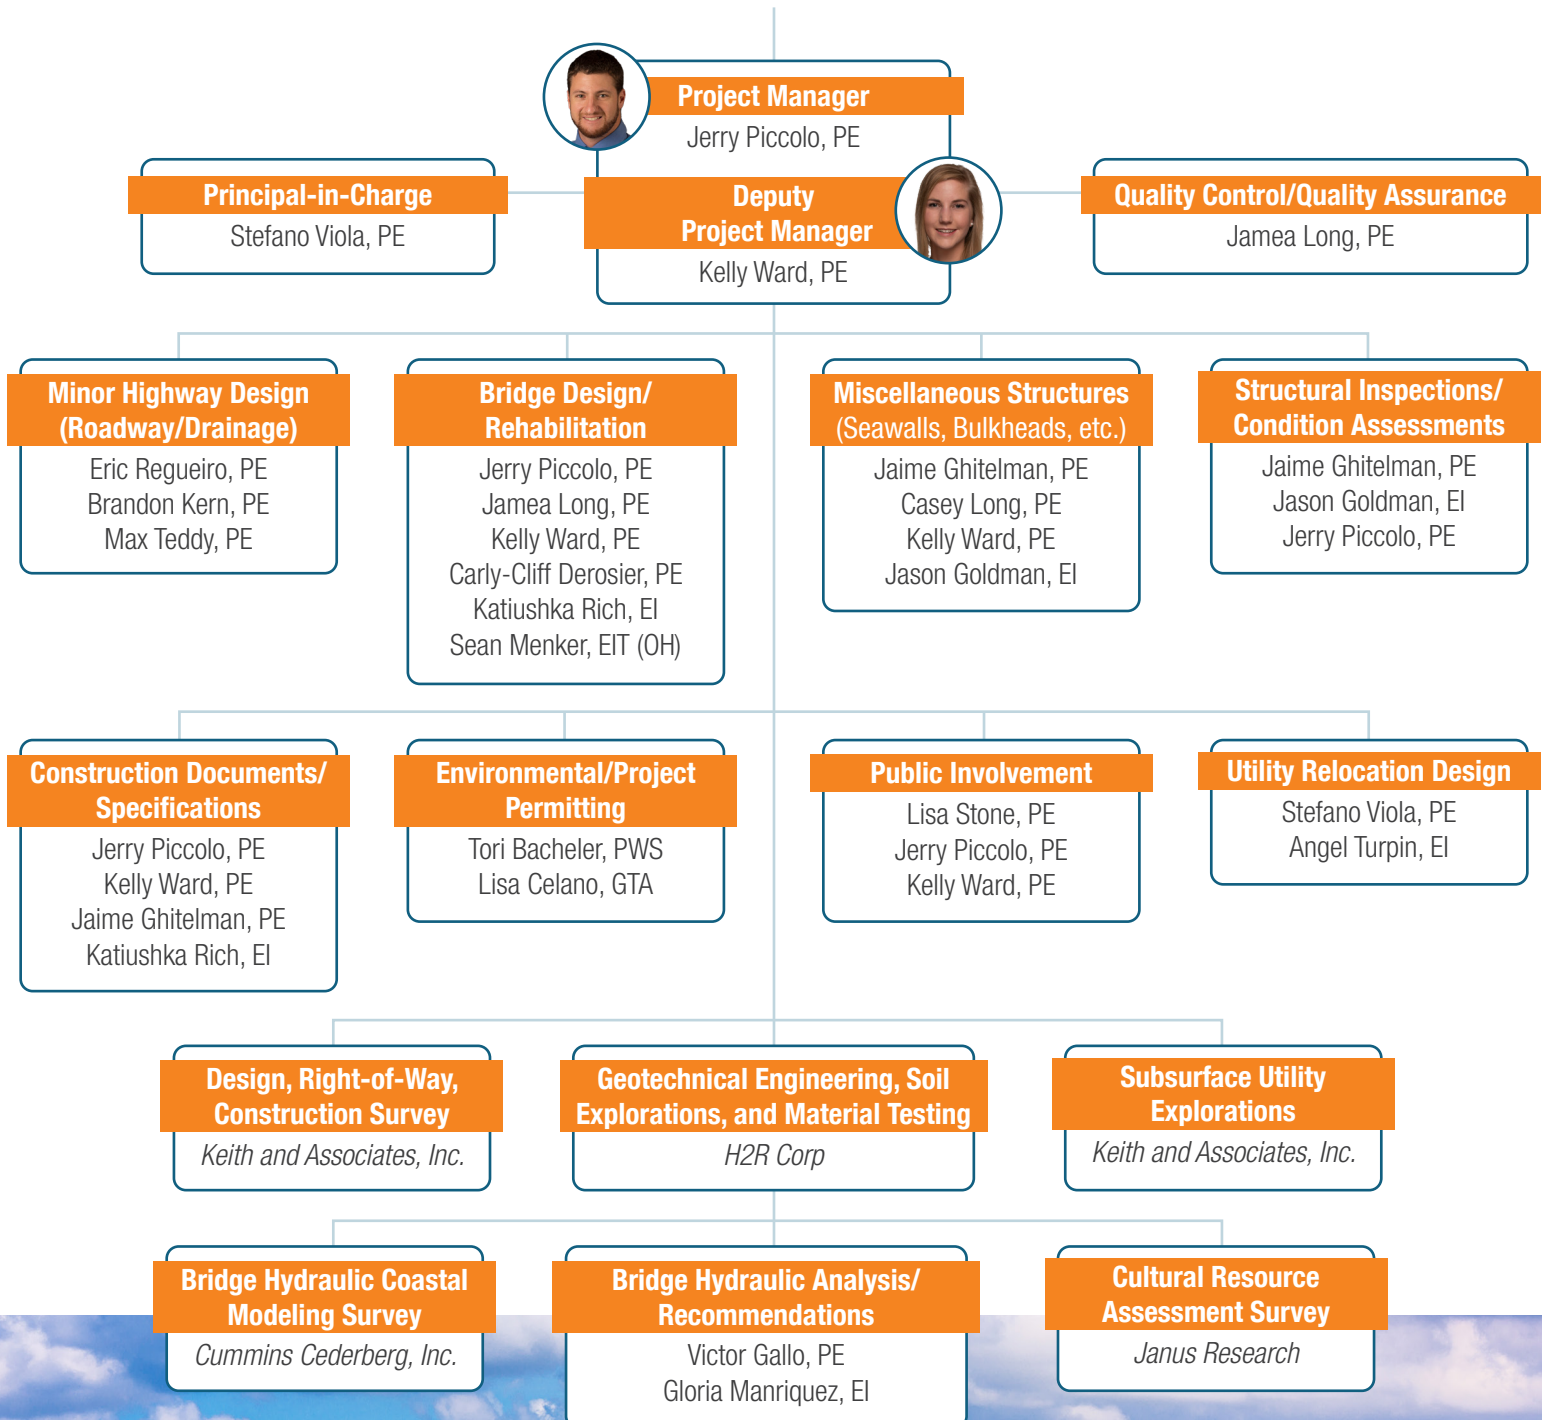 Project Manager
Jerry Piccolo, PE
Principal-in-Charge
Stefano Viola, PE
Deputy
Project Manager
Kelly Ward, PE
Quality Control/Quality Assurance
Jamea Long, PE
Minor Highway Design
(Roadway/Drainage)
Eric Regueiro, PE
Brandon Kern, PE
Max Teddy, PE
Bridge Design/
Rehabilitation
Jerry Piccolo, PE
Jamea Long, PE
Kelly Ward, PE
Carly-Cliff Derosier, PE
Katiushka Rich, EI
Sean Menker, EIT (OH)
Miscellaneous Structures
(Seawalls, Bulkheads, etc.)
Jaime Ghitelman, PE
Casey Long, PE
Kelly Ward, PE
Jason Goldman, EI
Structural Inspections/
Condition Assessments
Jaime Ghitelman, PE
Jason Goldman, EI
Jerry Piccolo, PE
Construction Documents/
Specifications
Jerry Piccolo, PE
Kelly Ward, PE
Jaime Ghitelman, PE
Katiushka Rich, EI
Environmental/Project
Permitting
Tori Bacheler, PWS
Lisa Celano, GTA
Public Involvement
Lisa Stone, PE
Jerry Piccolo, PE
Kelly Ward, PE
Utility Relocation Design
Stefano Viola, PE
Angel Turpin, EI
Design, Right-of-Way,
Construction Survey
Keith and Associates, Inc.
Geotechnical Engineering, Soil
Explorations, and Material Testing
H2R Corp
Subsurface Utility
Explorations
Keith and Associates, Inc.
Bridge Hydraulic Coastal
Modeling Survey
Cummins Cederberg, Inc.
Bridge Hydraulic Analysis/
Recommendations
Victor Gallo, PE
Gloria Manriquez, EI
Cultural Resource
Assessment Survey
Janus Research